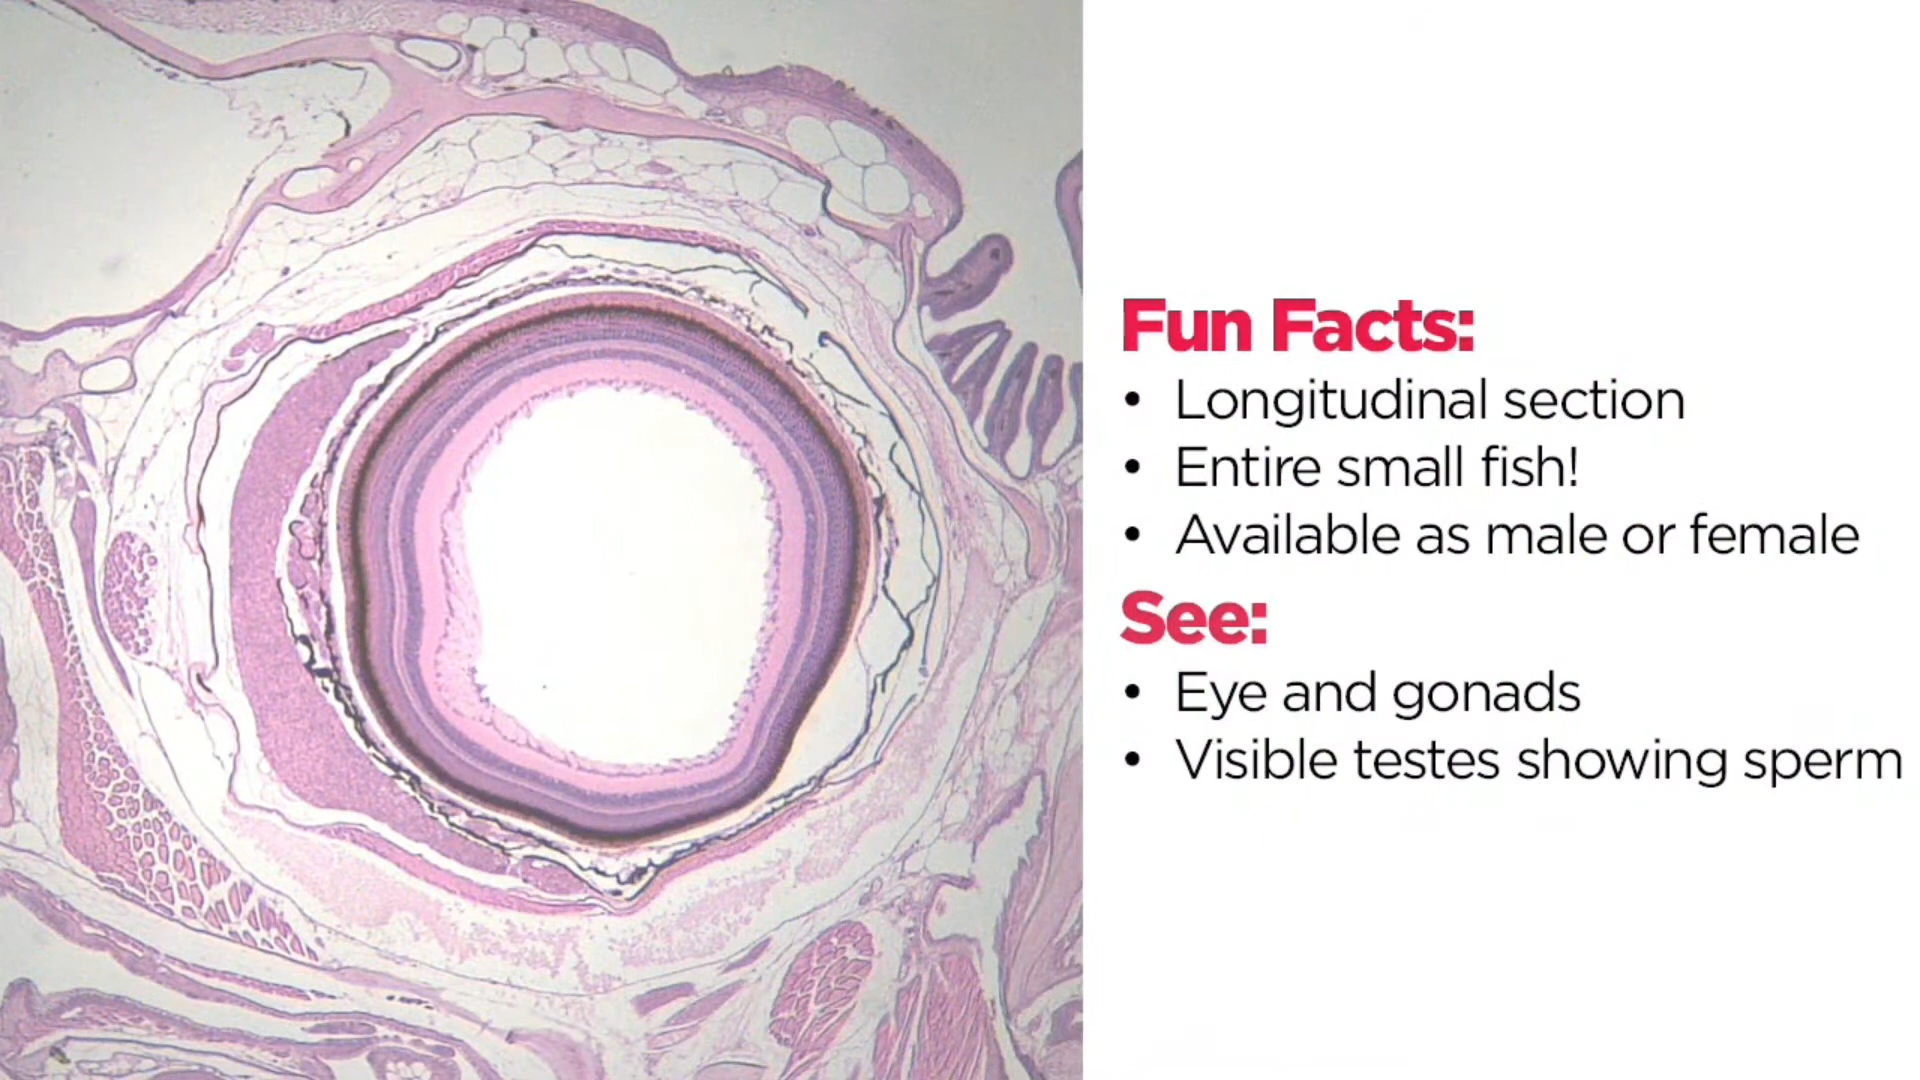 Fun Facts:
• Longitudinal section
• Entire small fish!
• Available as male or female
See:
• Eye and gonads
• Visible testes showing sperm